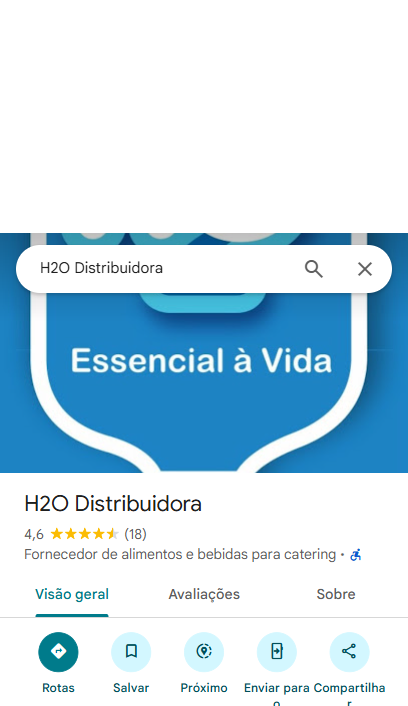 H2O Distribuidora
Essencial à Vida
H2O Distribuidora
4,6 (18)
Fornecedor de alimentos e bebidas para catering ·
Visão geral Avaliações Sobre
Rotas Salvar Próximo Enviar para Compartilha
o r